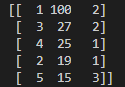 [[  1 100   2]
 [  3  27   2]
 [  4  25   1]
 [  2  19   1]
 [  5  15   3]]